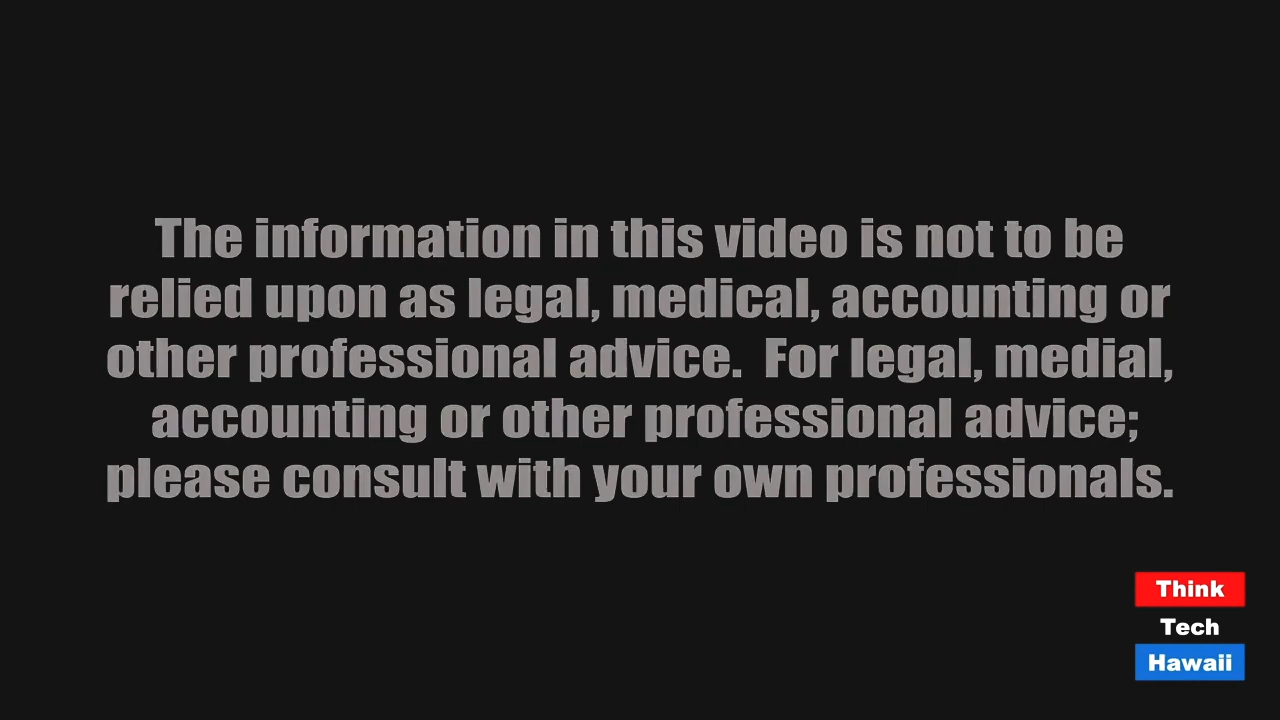 The information in this video is not to be
relied upon as legal, medical, accounting or
other professional advice.  For legal, medial,
accounting or other professional advice;
please consult with your own professionals.
Think
Tech
Hawaii